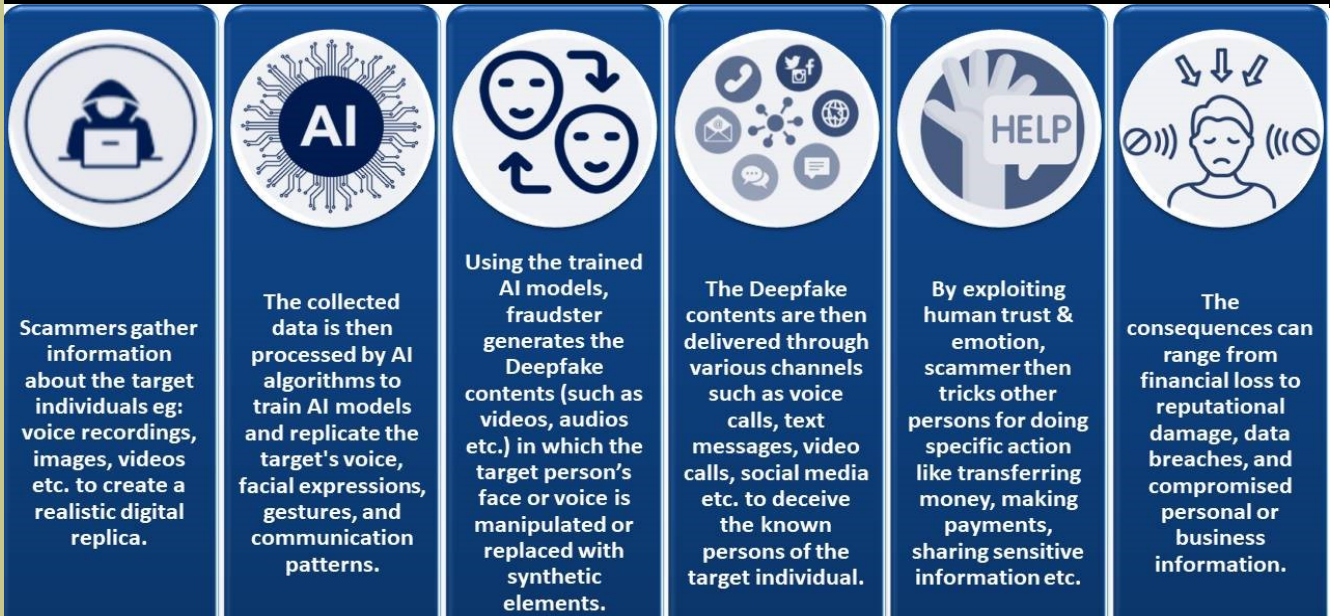 Scammers gather
information
about the target
individuals eg:
voice recordings,
images, videos
etc. to create a
realistic digital
replica.
AI
The collected
data is then
processed by AI
algorithms to
train AI models
and replicate the
target's voice,
facial expressions,
gestures, and
communication
patterns.
Using the trained
AI models,
fraudster
generates the
Deepfake
contents (such as
videos, audios
etc.) in which the
target person’s
face or voice is
manipulated or
replaced with
synthetic
elements.
The Deepfake
contents are then
delivered through
various channels
such as voice
calls, text
messages, video
calls, social media
etc. to deceive
the known
persons of the
target individual.
HELP
By exploiting
human trust &
emotion,
scammer then
tricks other
persons for doing
specific action
like transferring
money, making
payments,
sharing sensitive
information etc.
The
consequences can
range from
financial loss to
reputational
damage, data
breaches, and
compromised
personal or
business
information.